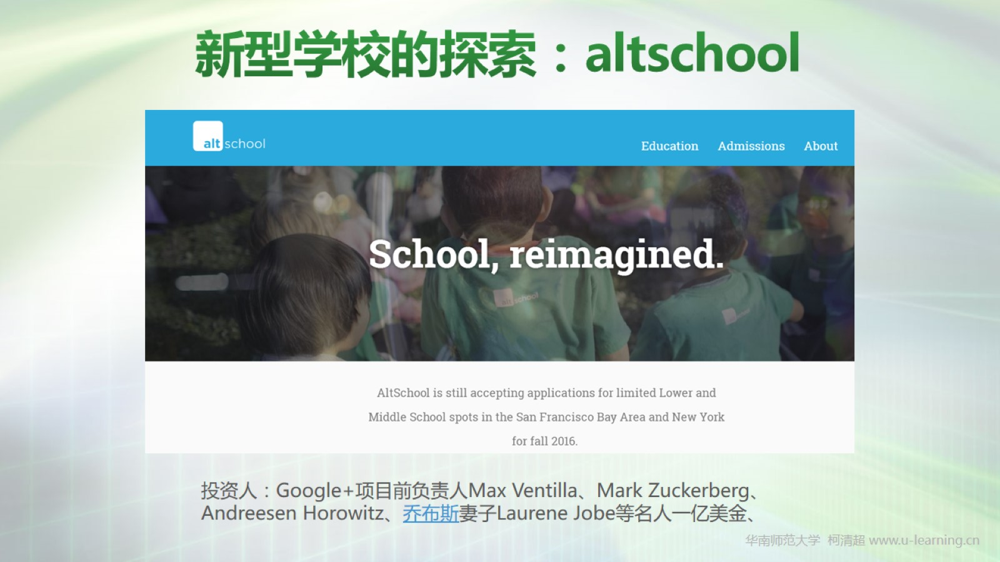 新型学校的探索：altschool
alt school
Education Admissions About
School, reimagined.
alt school
school
AltSchool is still accepting applications for limited Lower and
Middle School spots in the San Francisco Bay Area and New York
for fall 2016.
投资人：Google+项目前负责人Max Ventilla、Mark Zuckerberg、
Andreesen Horowitz、乔布斯妻子Laurene Jobe等名人一亿美金、
华南师范大学 柯清超 www.u-learning.cn